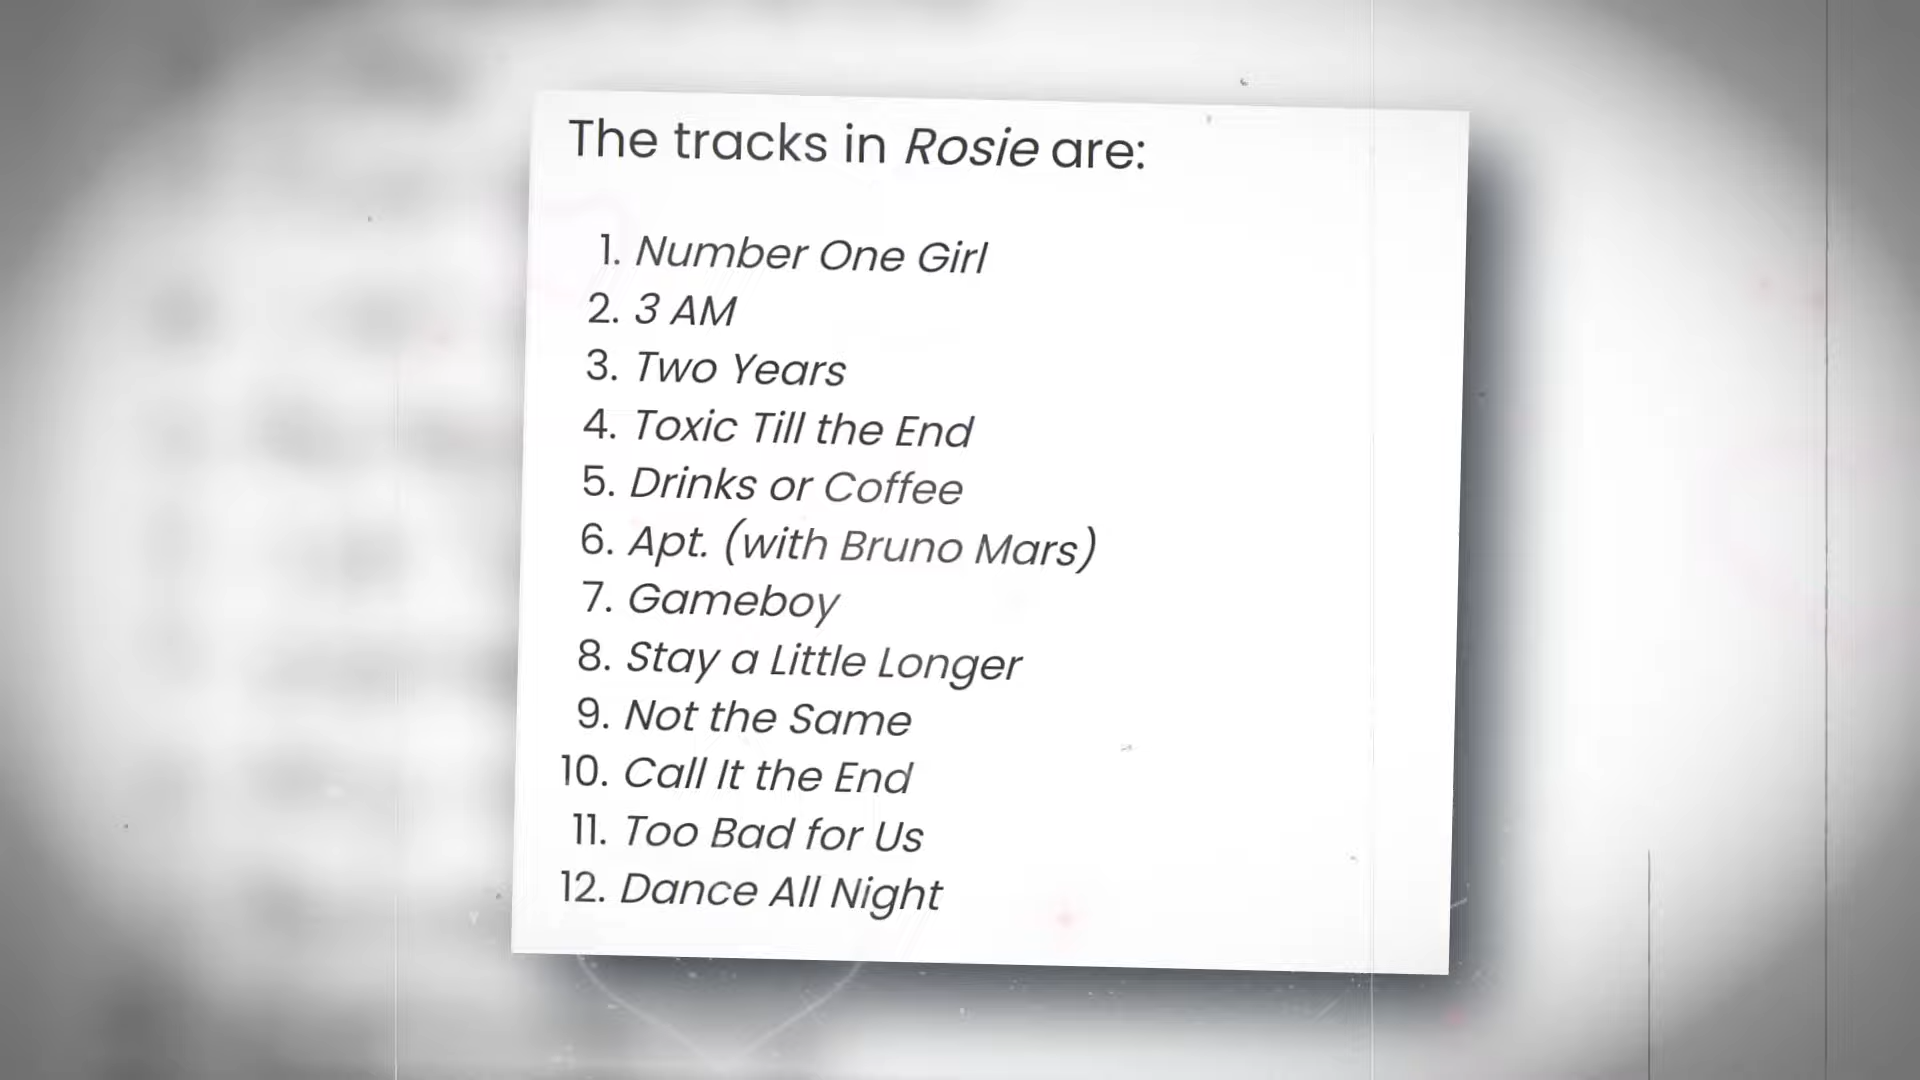 The tracks in Rosie are:
1. Number One Girl
2. 3 AM
3. Two Years
4. Toxic Till the End
5. Drinks or Coffee
6. Apt. (with Bruno Mars)
7. Gameboy
8. Stay a Little Longer
9. Not the Same
10. Call It the End
11. Too Bad for Us
12. Dance All Night